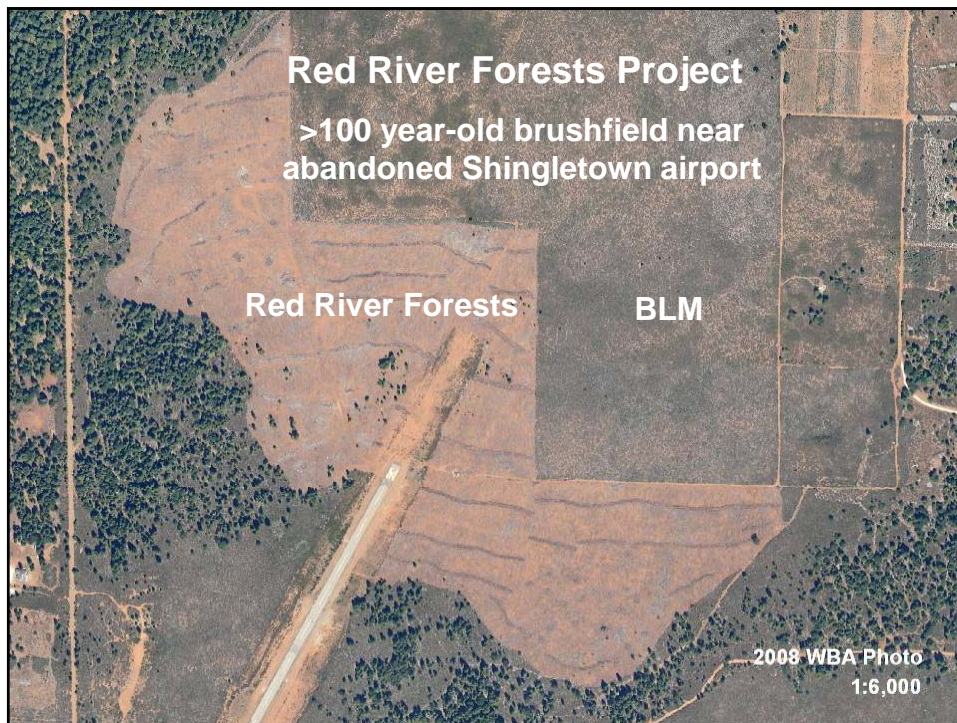 Red River Forests Project
>100 year-old brushfield near
abandoned Shingletown airport
Red River Forests
BLM
2008 WBA Photo
1:6,000